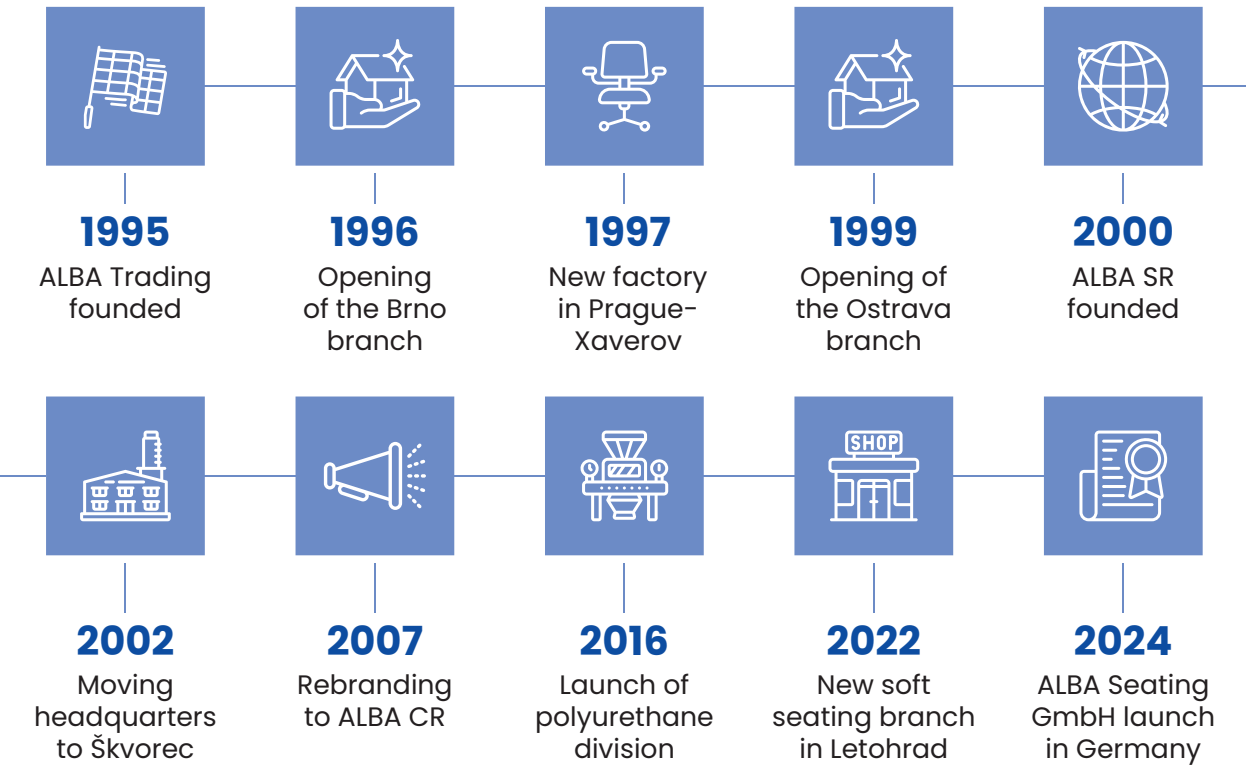 1995
ALBA Trading
founded
1996
Opening
of the Brno
branch
1997
New factory
in Prague-
Xaverov
1999
Opening of
the Ostrava
branch
2000
ALBA SR
founded
2002
Moving
headquarters
to Škvorec
2007
Rebranding
to ALBA CR
2016
Launch of
polyurethane
division
SHOP
2022
New soft
seating branch
in Letohrad
2024
ALBA Seating
GmbH launch
in Germany